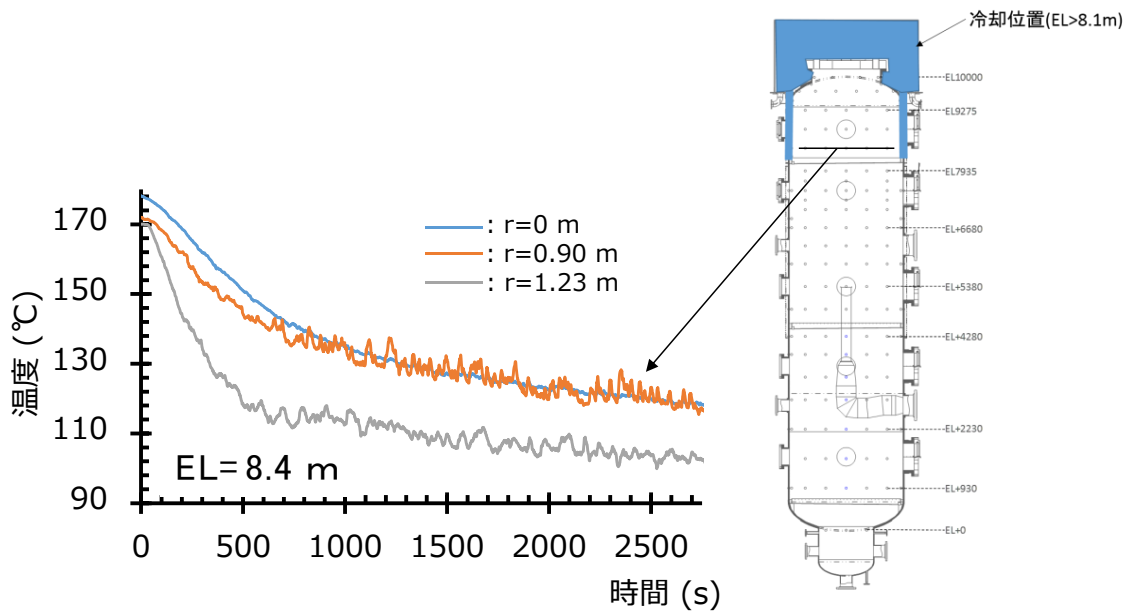 冷却位置(EL>8.1m)
EL10000
EL9275
EL7935
EL+6680
EL+5380
EL+4280
EL+2230
EL+930
EL+0
170
150
130
110
90
温度 (℃)
: r=0 m
: r=0.90 m
: r=1.23 m
EL=8.4 m
0 500 1000 1500 2000 2500
時間 (s)